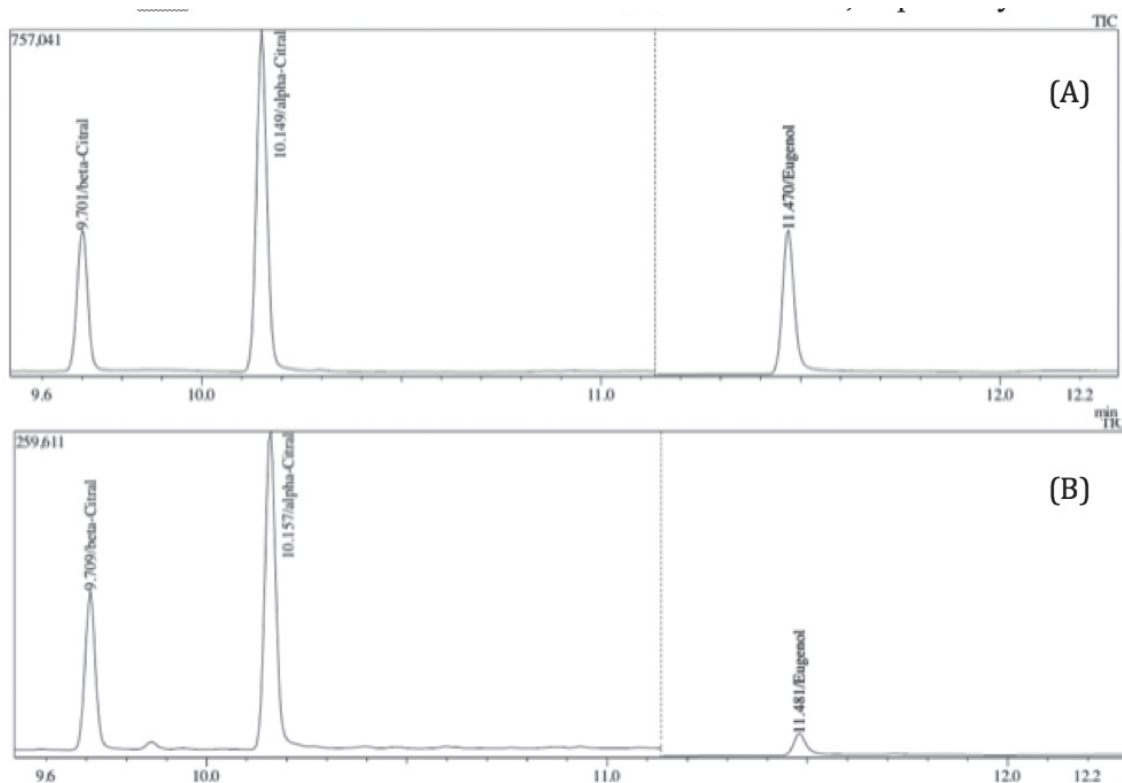 TIC
757,041
(A)
9.701/beta-Citral
10.149/alpha-Citral
11.470/Eugenol
9.6 10.0 11.0 12.0 12.2
min
TIC
259,611
(B)
9.709/beta-Citral
10.157/alpha-Citral
11.481/Eugenol
9.6 10.0 11.0 12.0 12.2